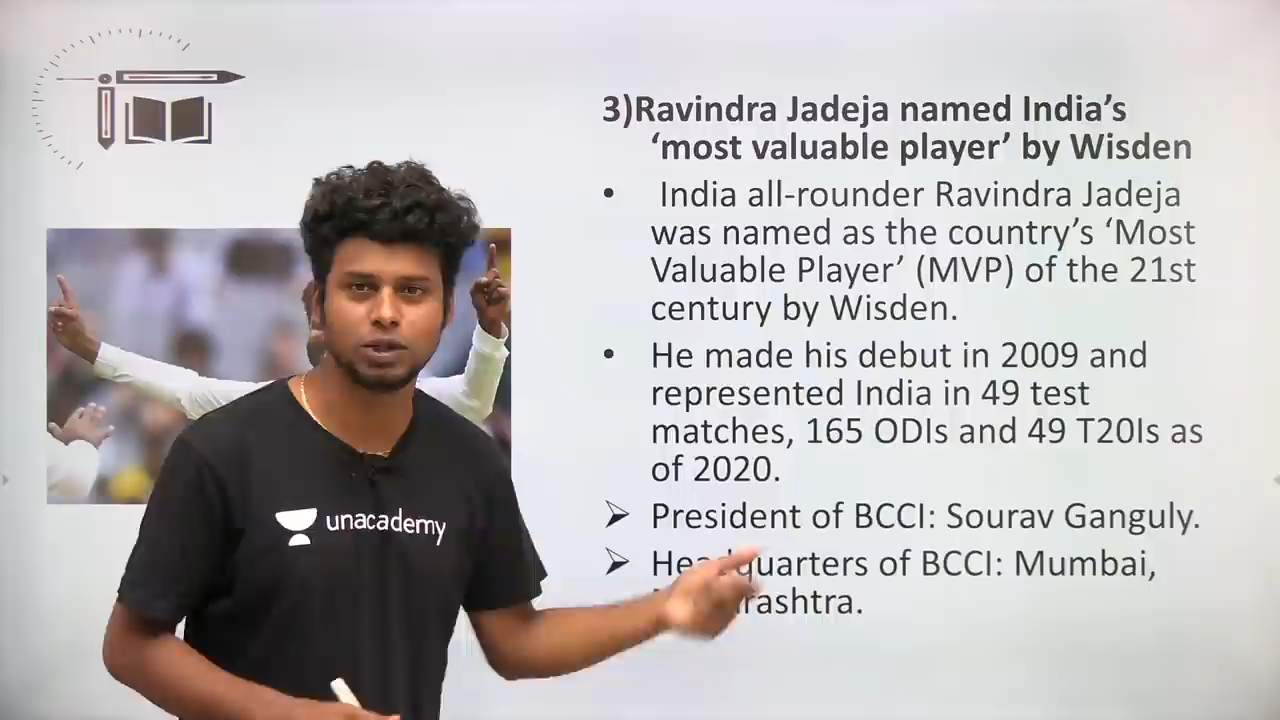 3)Ravindra Jadeja named India’s
‘most valuable player’ by Wisden
• India all-rounder Ravindra Jadeja
was named as the country’s ‘Most
Valuable Player’ (MVP) of the 21st
century by Wisden.
• He made his debut in 2009 and
represented India in 49 test
matches, 165 ODIs and 49 T20Is as
of 2020.
➢ President of BCCI: Sourav Ganguly.
➢ Headquarters of BCCI: Mumbai,
unacademy